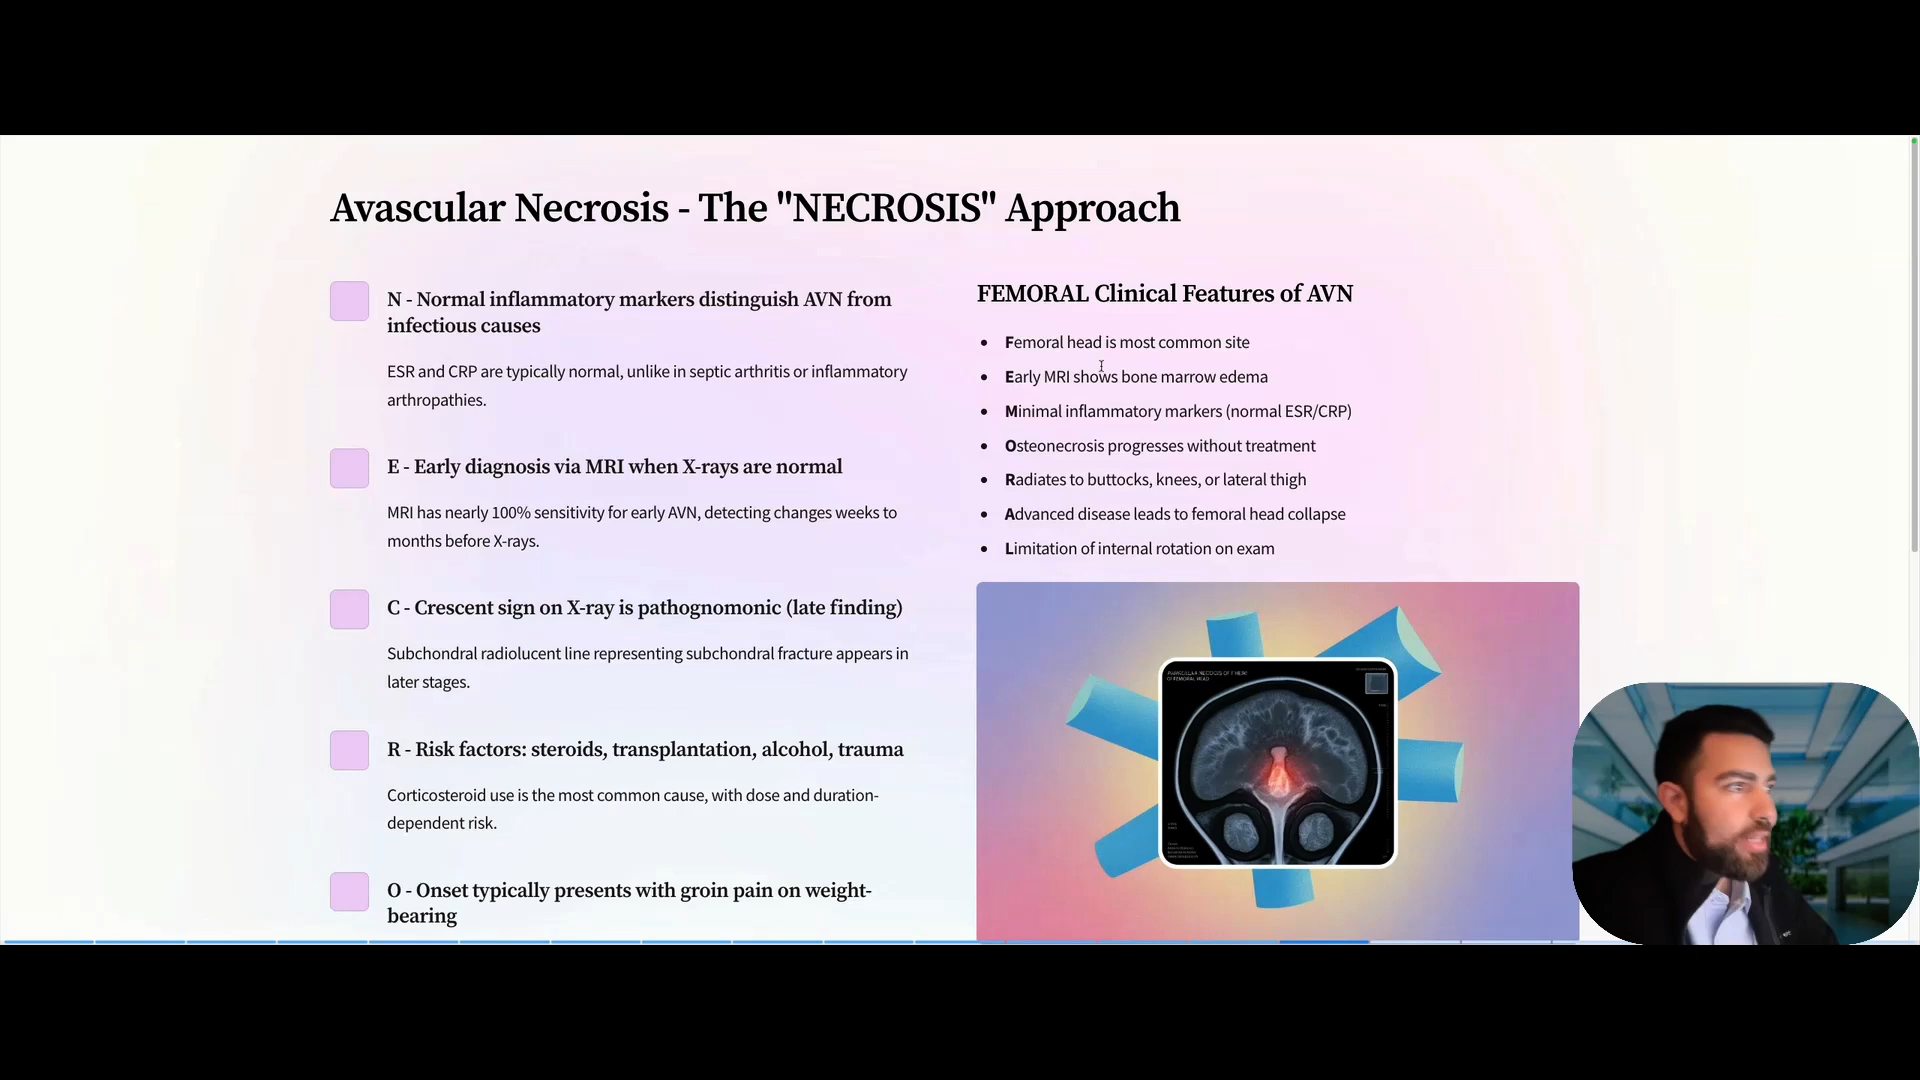 Avascular Necrosis - The "NECROSIS" Approach
N - Normal inflammatory markers distinguish AVN from
infectious causes
ESR and CRP are typically normal, unlike in septic arthritis or inflammatory
arthropathies.
E - Early diagnosis via MRI when X-rays are normal
MRI has nearly 100% sensitivity for early AVN, detecting changes weeks to
months before X-rays.
C - Crescent sign on X-ray is pathognomonic (late finding)
Subchondral radiolucent line representing subchondral fracture appears in
later stages.
R - Risk factors: steroids, transplantation, alcohol, trauma
Corticosteroid use is the most common cause, with dose and duration-
dependent risk.
O - Onset typically presents with groin pain on weight-
bearing
FEMORAL Clinical Features of AVN
Femoral head is most common site
Early MRI shows bone marrow edema
Minimal inflammatory markers (normal ESR/CRP)
Osteonecrosis progresses without treatment
Radiates to buttocks, knees, or lateral thigh
Advanced disease leads to femoral head collapse
Limitation of internal rotation on exam
OF FEMORAL HEAD